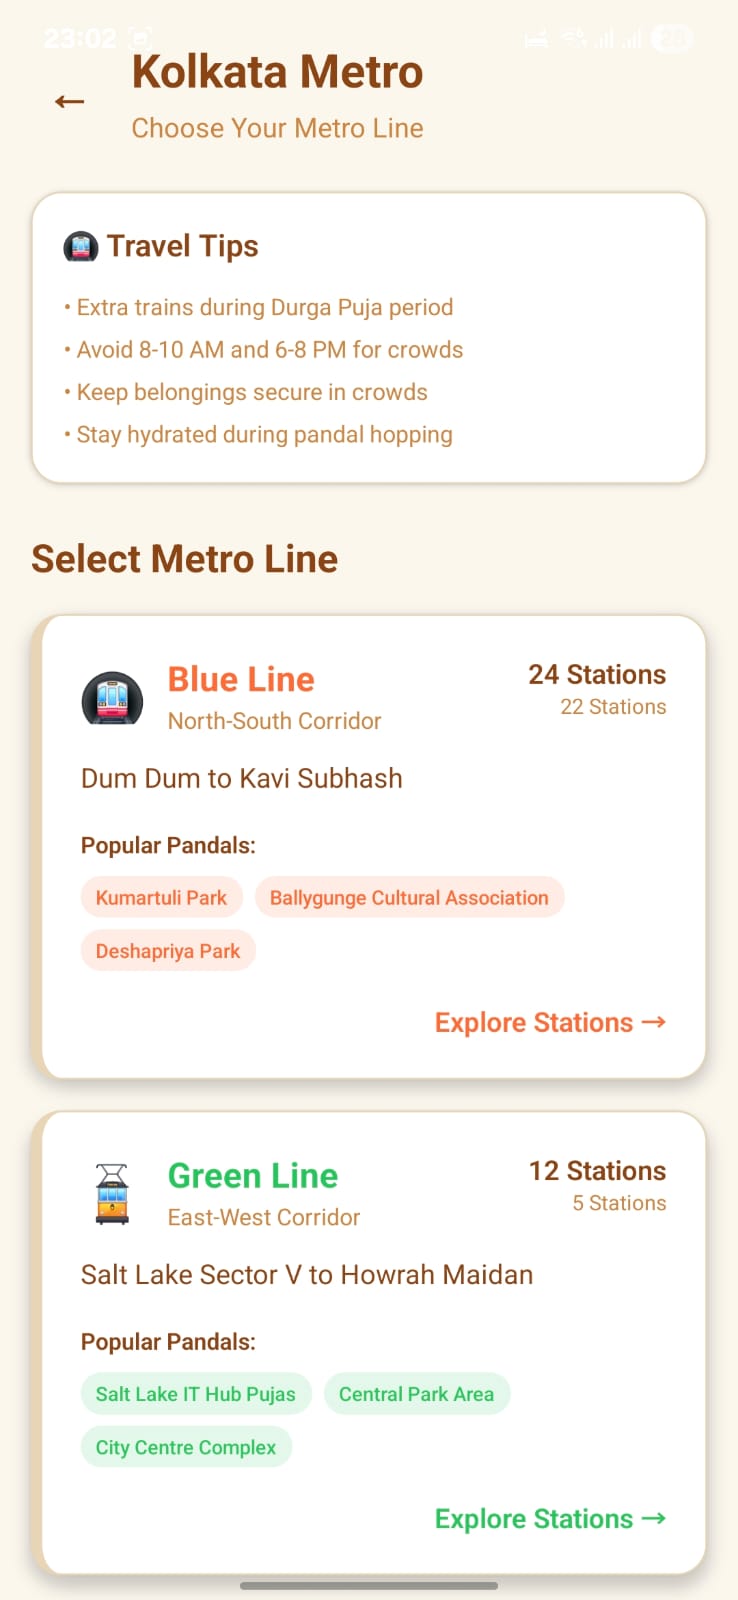 23:02
Kolkata Metro
←
Choose Your Metro Line
Travel Tips
• Extra trains during Durga Puja period
• Avoid 8-10 AM and 6-8 PM for crowds
• Keep belongings secure in crowds
• Stay hydrated during pandal hopping
Select Metro Line
Blue Line
24 Stations
North-South Corridor
22 Stations
Dum Dum to Kavi Subhash
Popular Pandals:
Kumartuli Park
Ballygunge Cultural Association
Deshapriya Park
Explore Stations →
Green Line
12 Stations
East-West Corridor
5 Stations
Salt Lake Sector V to Howrah Maidan
Popular Pandals:
Salt Lake IT Hub Pujas
Central Park Area
City Centre Complex
Explore Stations →